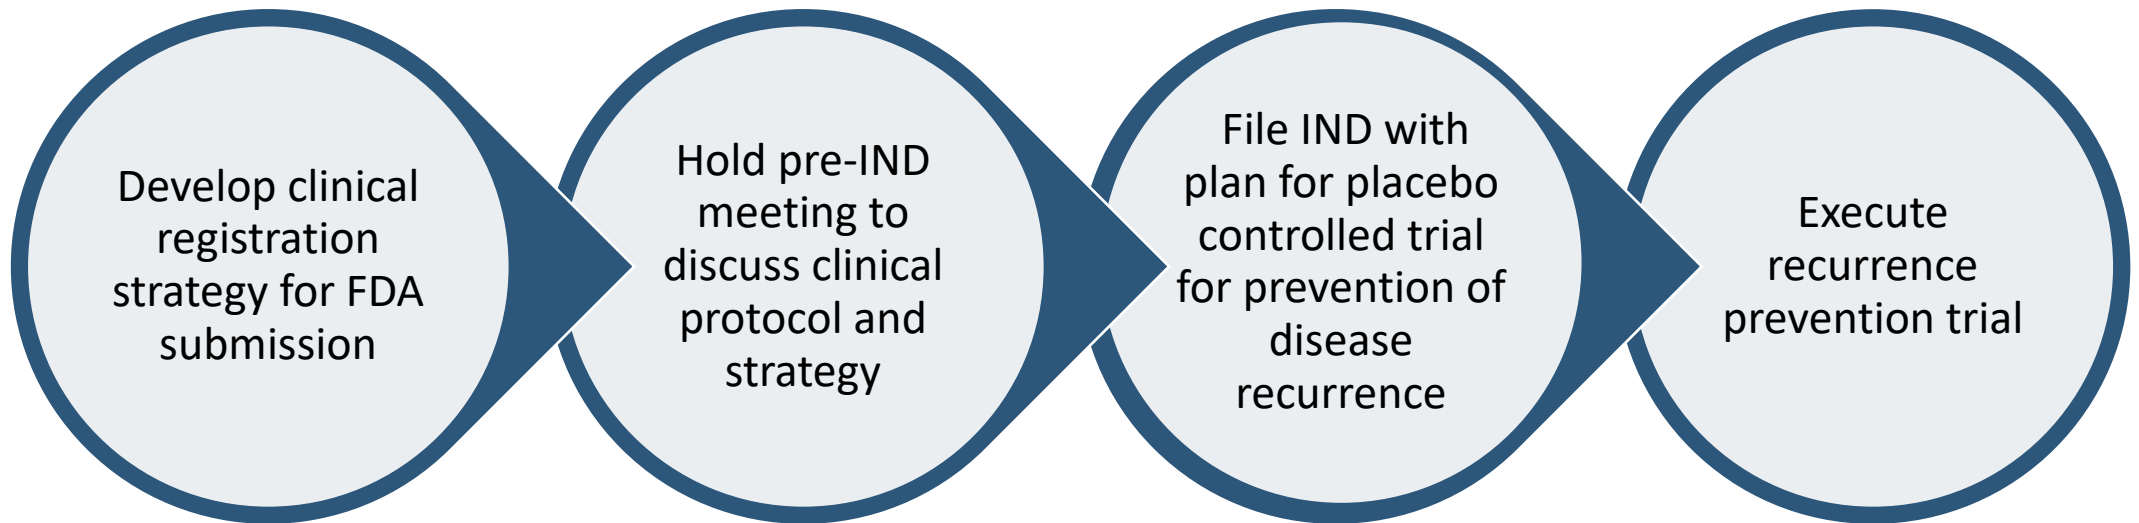 Develop clinical
registration
strategy for FDA
submission
Hold pre-IND
meeting to
discuss clinical
protocol and
strategy
File IND with
plan for placebo
controlled trial
for prevention of
disease
recurrence
Execute
recurrence
prevention trial